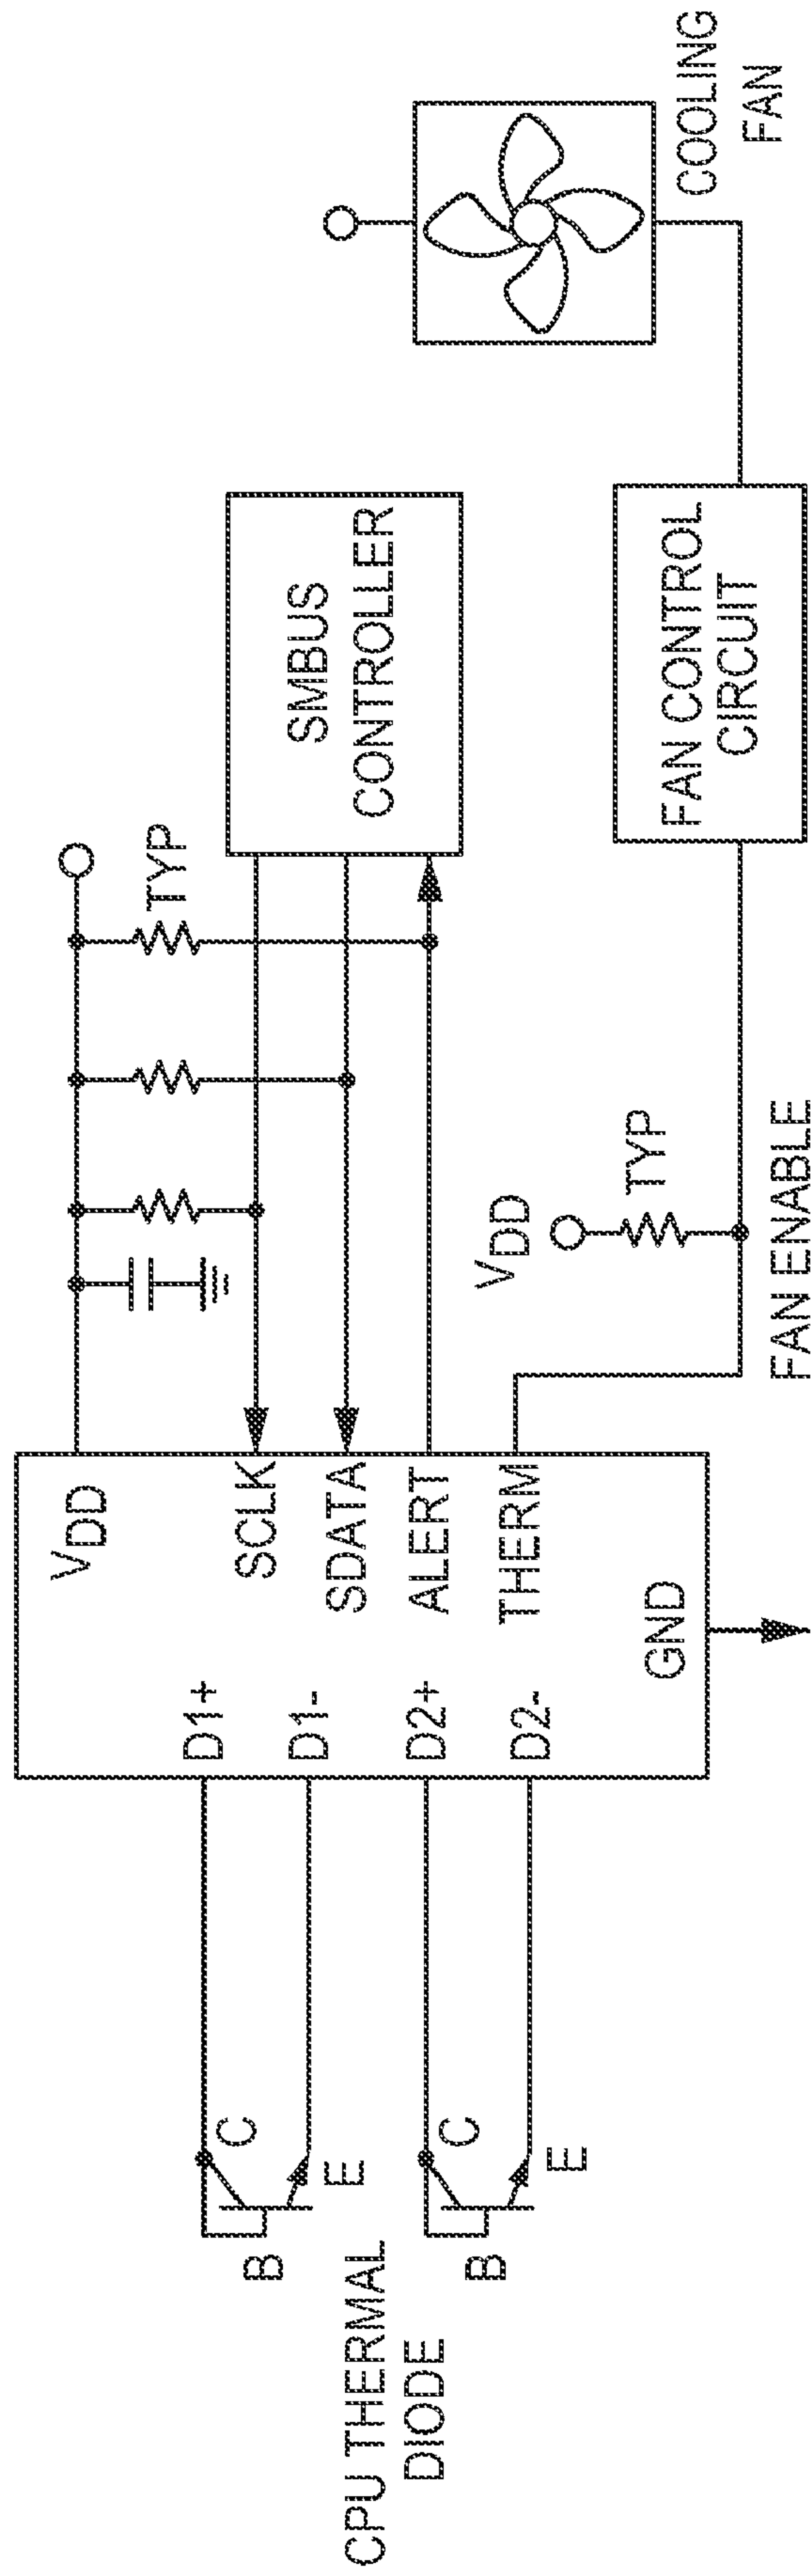 CPU THERMAL
DIODE
B
C
E
B
C
E
D1+
D1-
D2+
D2-
VDD
SCLK
SDATA
ALERT
THERM
GND
TYP
SMBUS
CONTROLLER
VDD
TYP
FAN ENABLE
FAN CONTROL
CIRCUIT
COOLING
FAN